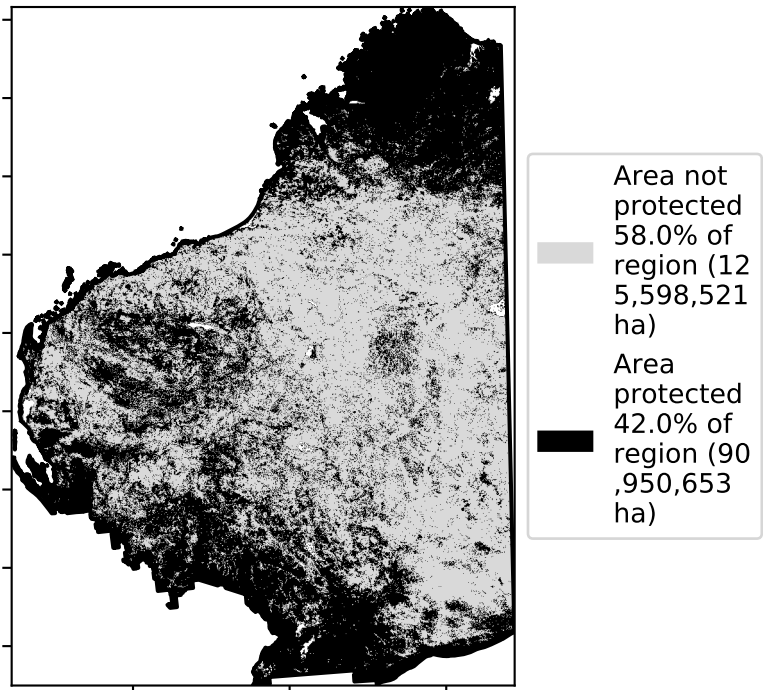 Area not
protected
58.0% of
region (12
5,598,521
ha)
Area
protected
42.0% of
region (90
,950,653
ha)